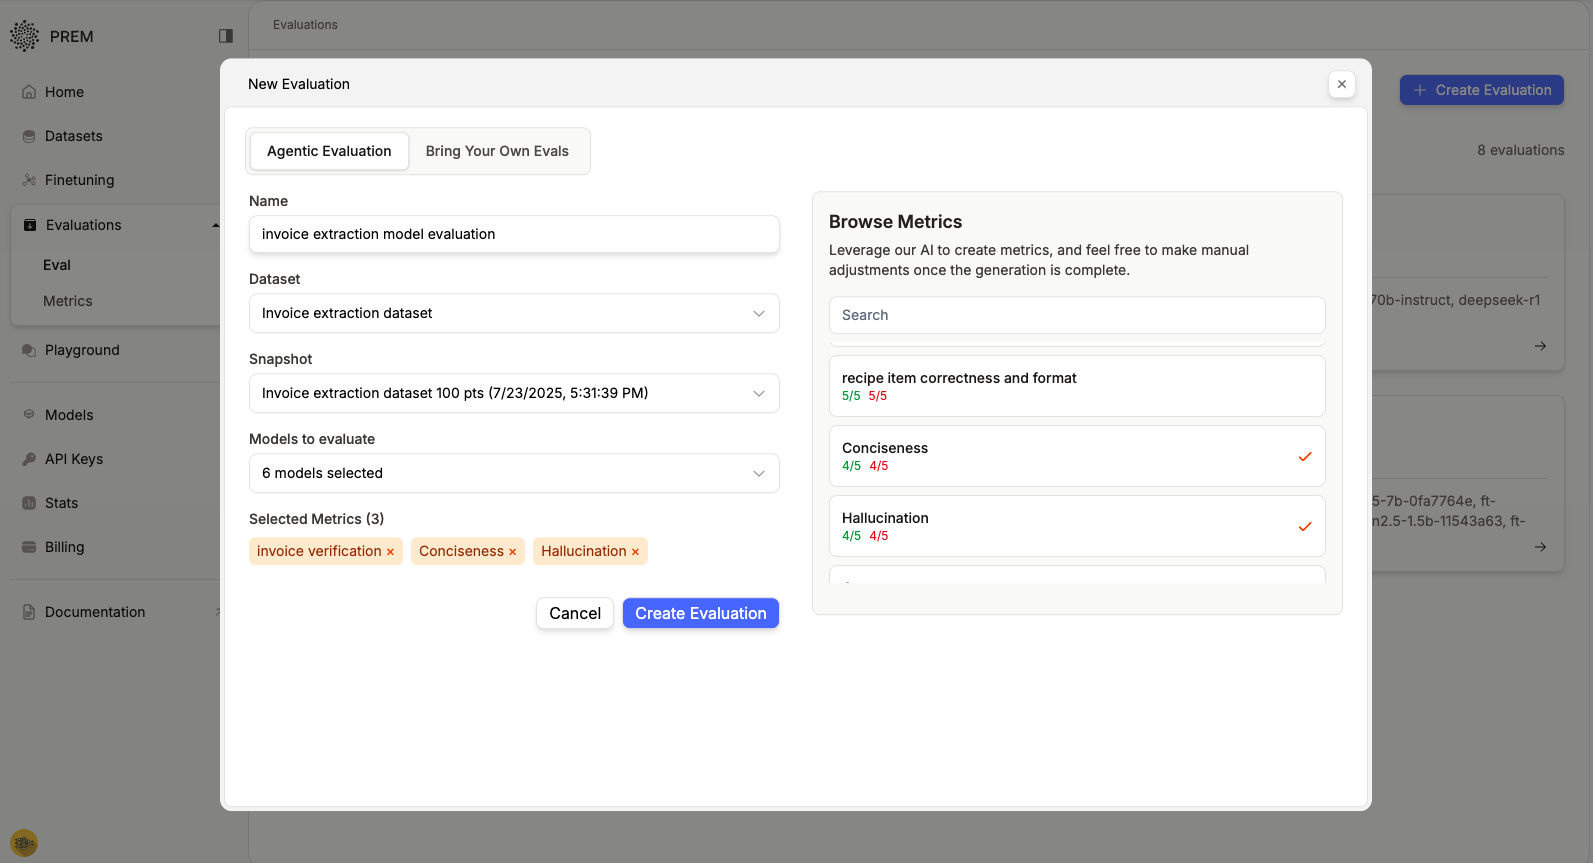 PREM
Home
Datasets
Finetuning
Evaluations
Eval
Metrics
Playground
Models
API Keys
Stats
Billing
Documentation
Evaluations
Create Evaluation
8 evaluations
70b-instruct, deepseek-r1
5-7b-0fa7764e, ft-
n2.5-1.5b-11543a63, ft-
New Evaluation
Agentic Evaluation
Bring Your Own Evals
Name
invoice extraction model evaluation
Dataset
Invoice extraction dataset
Snapshot
Invoice extraction dataset 100 pts (7/23/2025, 5:31:39 PM)
Models to evaluate
6 models selected
Selected Metrics (3)
invoice verification × Conciseness × Hallucination ×
Cancel
Create Evaluation
Browse Metrics
Leverage our AI to create metrics, and feel free to make manual
adjustments once the generation is complete.
Search
recipe item correctness and format
5/5 5/5
Conciseness
4/5 4/5
Hallucination
4/5 4/5